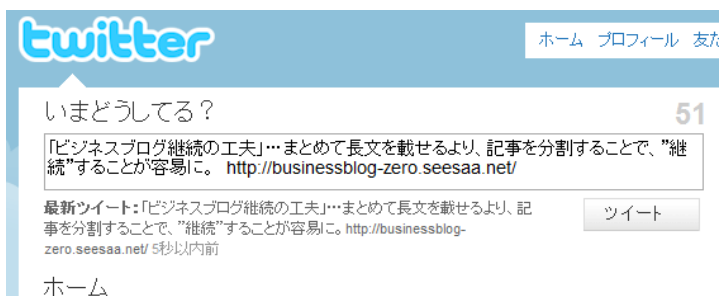 twitter
ホーム プロフィール 友た
いまどうしてる？ 51
「ビジネスブログ継続の工夫」…まとめて長文を載せるより、記事を分割することで、”継
続”することが容易に。 http://businessblog-zero.seesaa.net/
最新ツイート:「ビジネスブログ継続の工夫」…まとめて長文を載せるより、記
事を分割することで、”継続”することが容易に。http://businessblog-
zero.seesaa.net/ 5秒以内前
ツイート
ホーム